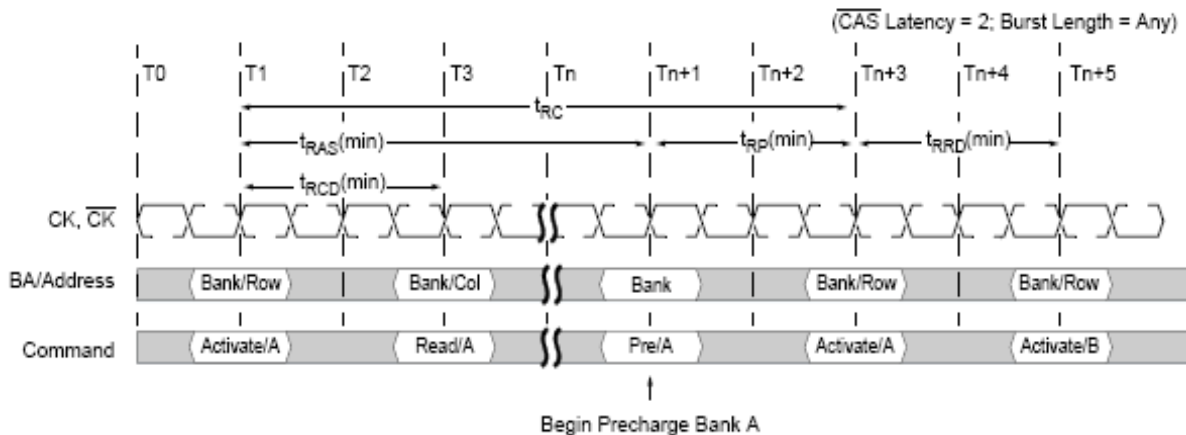 (CAS Latency = 2; Burst Length = Any)
T0 T1 T2 T3 Tn Tn+1 Tn+2 Tn+3 Tn+4 Tn+5
tRC
tRAS(min) tRP(min) tRRD(min)
tRCD(min)
CK, CK
BA/Address Bank/Row Bank/Col Bank Bank/Row Bank/Row
Command Activate/A Read/A Pre/A Activate/A Activate/B
Begin Precharge Bank A